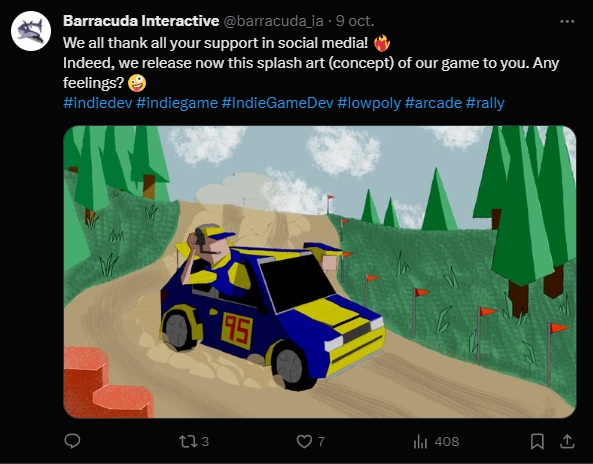 Barracuda Interactive @barracuda_ia · 9 oct.
We all thank all your support in social media! ❤️‍🔥
Indeed, we release now this splash art (concept) of our game to you. Any
feelings? 🤪
#indiedev #indiegame #IndieGameDev #lowpoly #arcade #rally
95
3
7
408